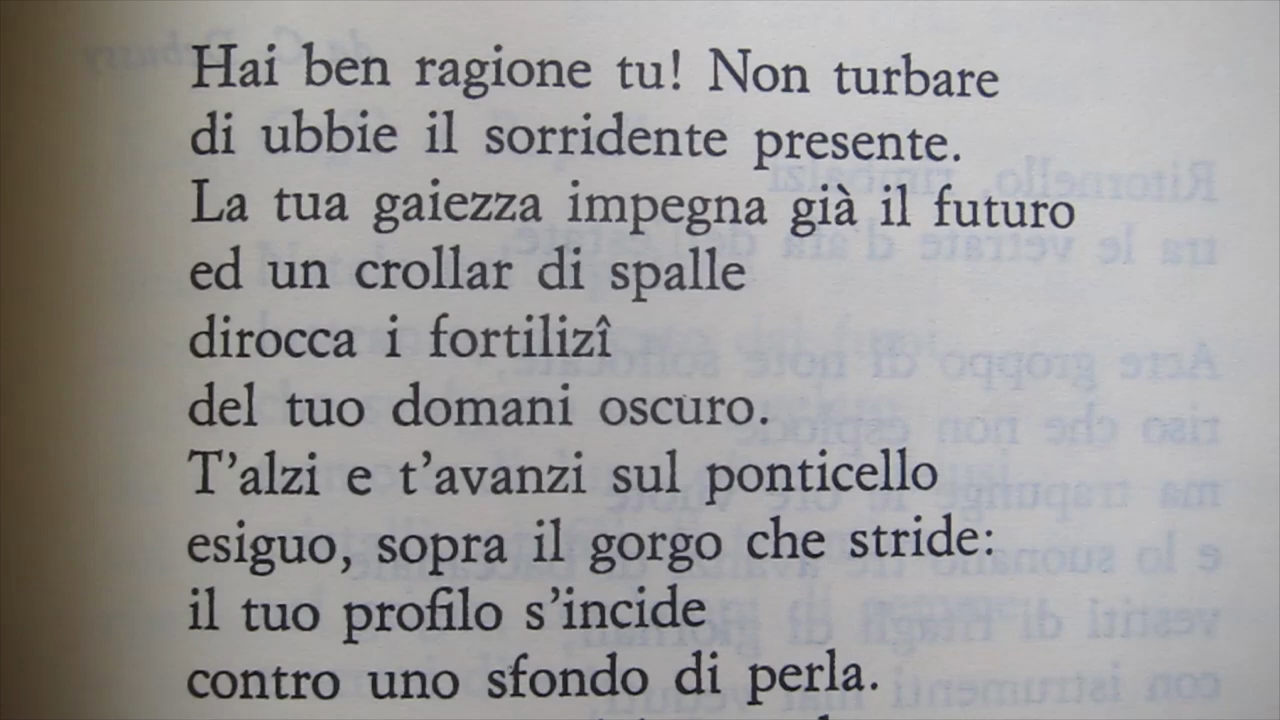 Hai ben ragione tu! Non turbare
di ubbie il sorridente presente.
La tua gaiezza impegna già il futuro
ed un crollar di spalle
dirocca i fortilizî
del tuo domani oscuro.
T'alzi e t'avanzi sul ponticello
esiguo, sopra il gorgo che stride:
il tuo profilo s'incide
contro uno sfondo di perla.